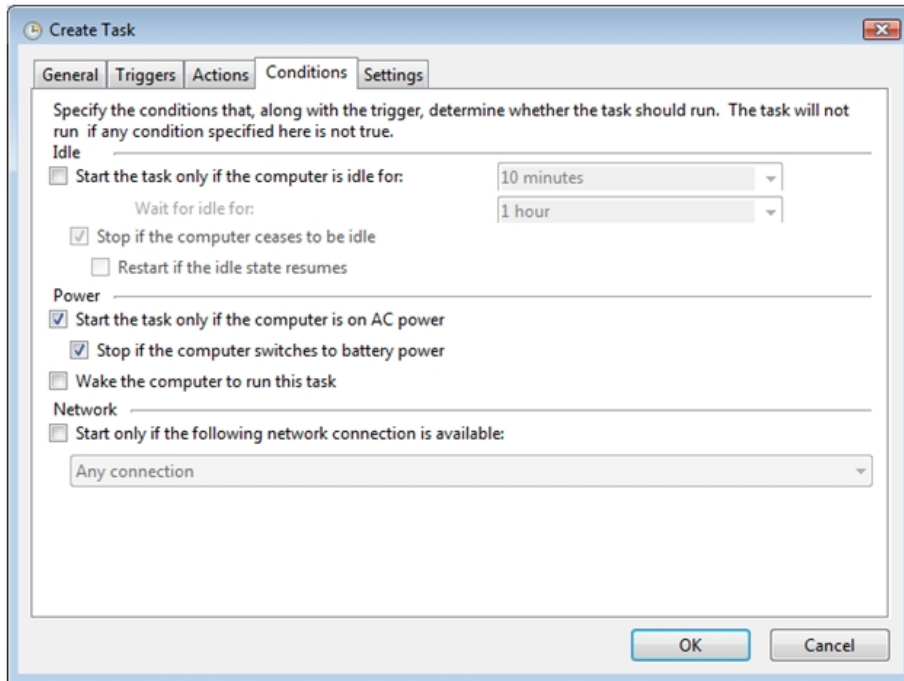 Create Task
General Triggers Actions Conditions Settings
Specify the conditions that, along with the trigger, determine whether the task should run. The task will not
run if any condition specified here is not true.
Idle
Start the task only if the computer is idle for: 10 minutes
Wait for idle for: 1 hour
Stop if the computer ceases to be idle
Restart if the idle state resumes
Power
Start the task only if the computer is on AC power
Stop if the computer switches to battery power
Wake the computer to run this task
Network
Start only if the following network connection is available:
Any connection
OK Cancel